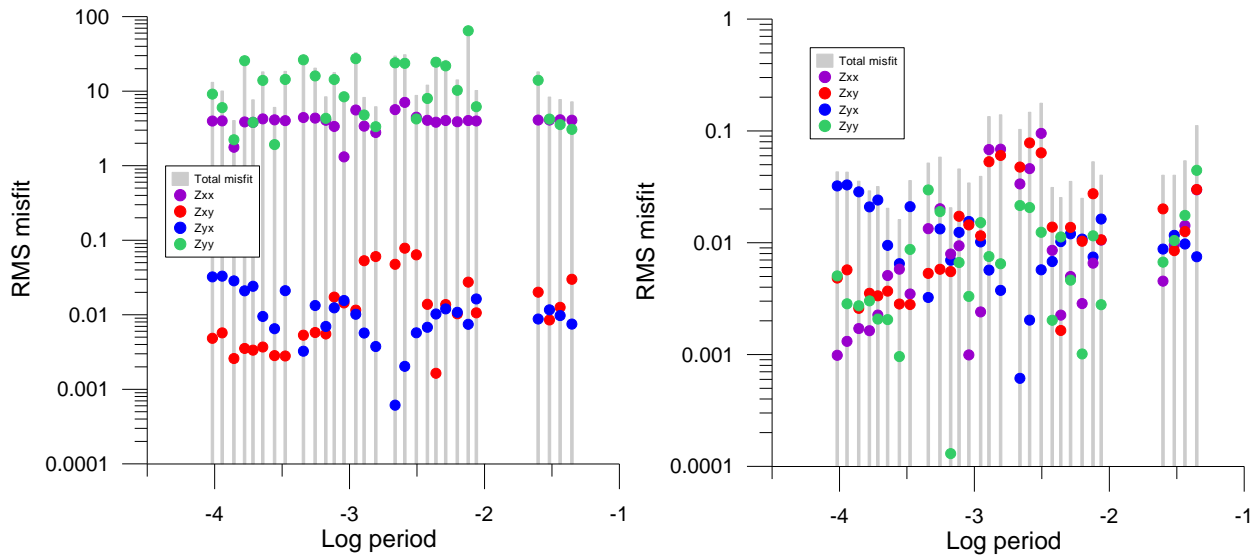 100
10
1
0.1
0.01
0.001
0.0001
RMS misfit
Total misfit
Zxx
Zxy
Zyx
Zyy
-4
-3
-2
-1
Log period
1
0.1
0.01
0.001
0.0001
RMS misfit
Total misfit
Zxx
Zxy
Zyx
Zyy
-4
-3
-2
-1
Log period